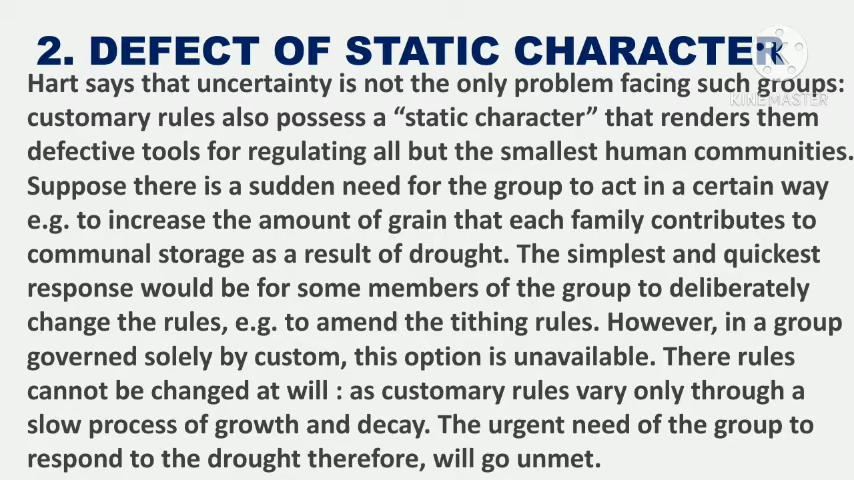 2. DEFECT OF STATIC CHARACTER
Hart says that uncertainty is not the only problem facing such groups:
KINEMASTER
customary rules also possess a “static character” that renders them
defective tools for regulating all but the smallest human communities.
Suppose there is a sudden need for the group to act in a certain way
e.g. to increase the amount of grain that each family contributes to
communal storage as a result of drought. The simplest and quickest
response would be for some members of the group to deliberately
change the rules, e.g. to amend the tithing rules. However, in a group
governed solely by custom, this option is unavailable. There rules
cannot be changed at will : as customary rules vary only through a
slow process of growth and decay. The urgent need of the group to
respond to the drought therefore, will go unmet.